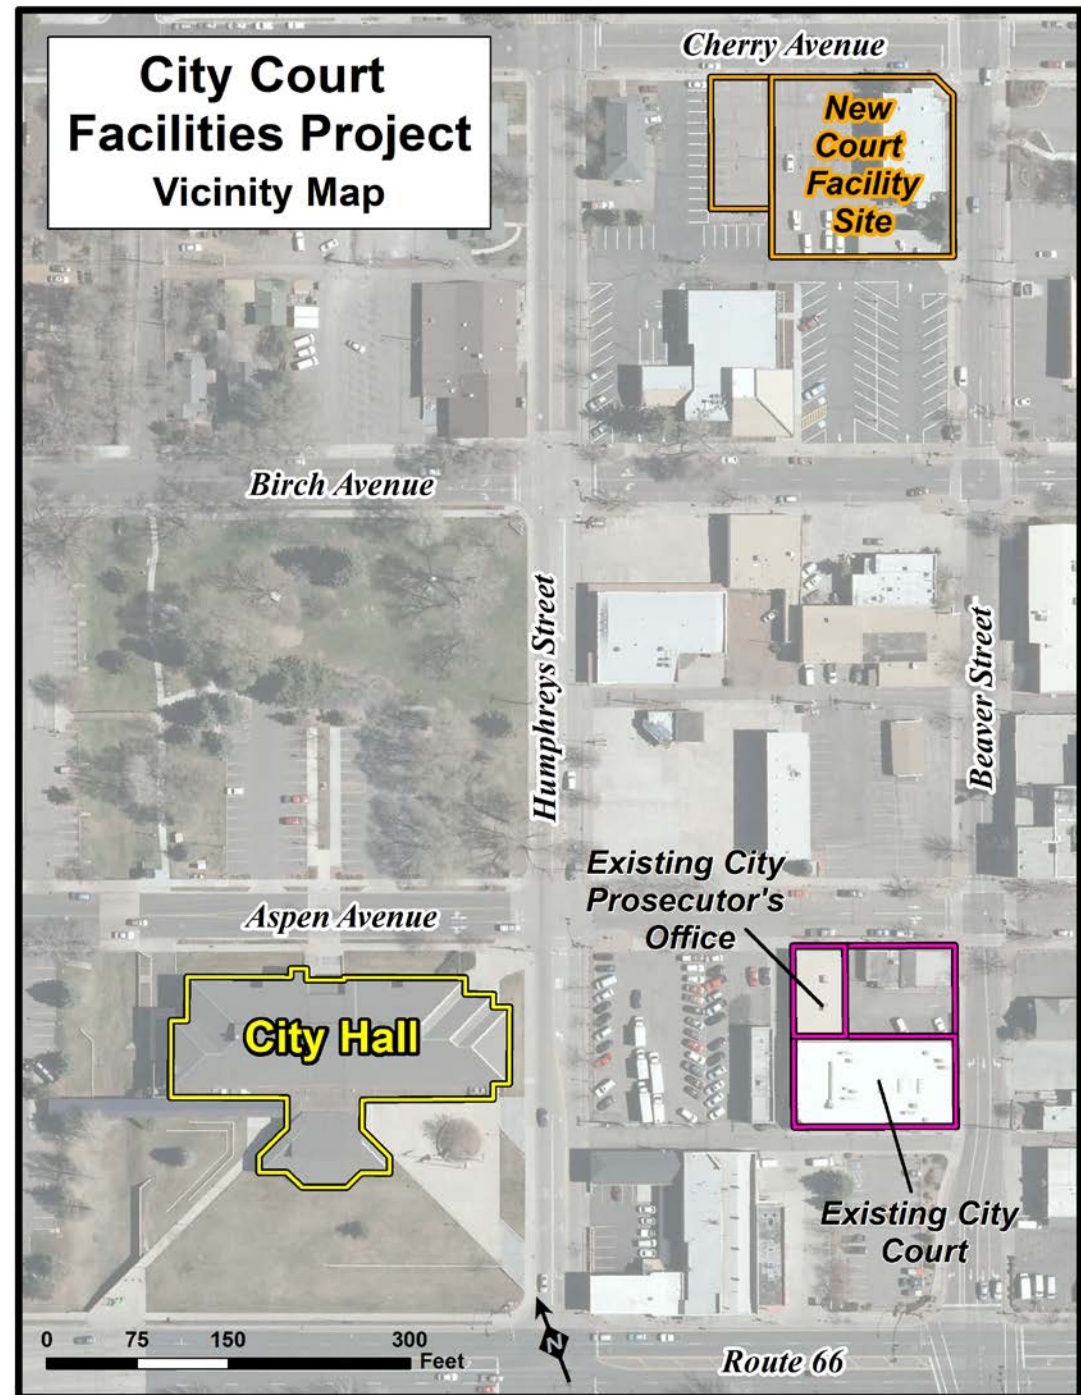 City Court
Facilities Project
Vicinity Map
Cherry Avenue
New
Court
Facility
Site
Birch Avenue
Humphreys Street
Beaver Street
Existing City
Prosecutor's
Office
Aspen Avenue
City Hall
Existing City
Court
0 75 150 300
Feet
N
Route 66